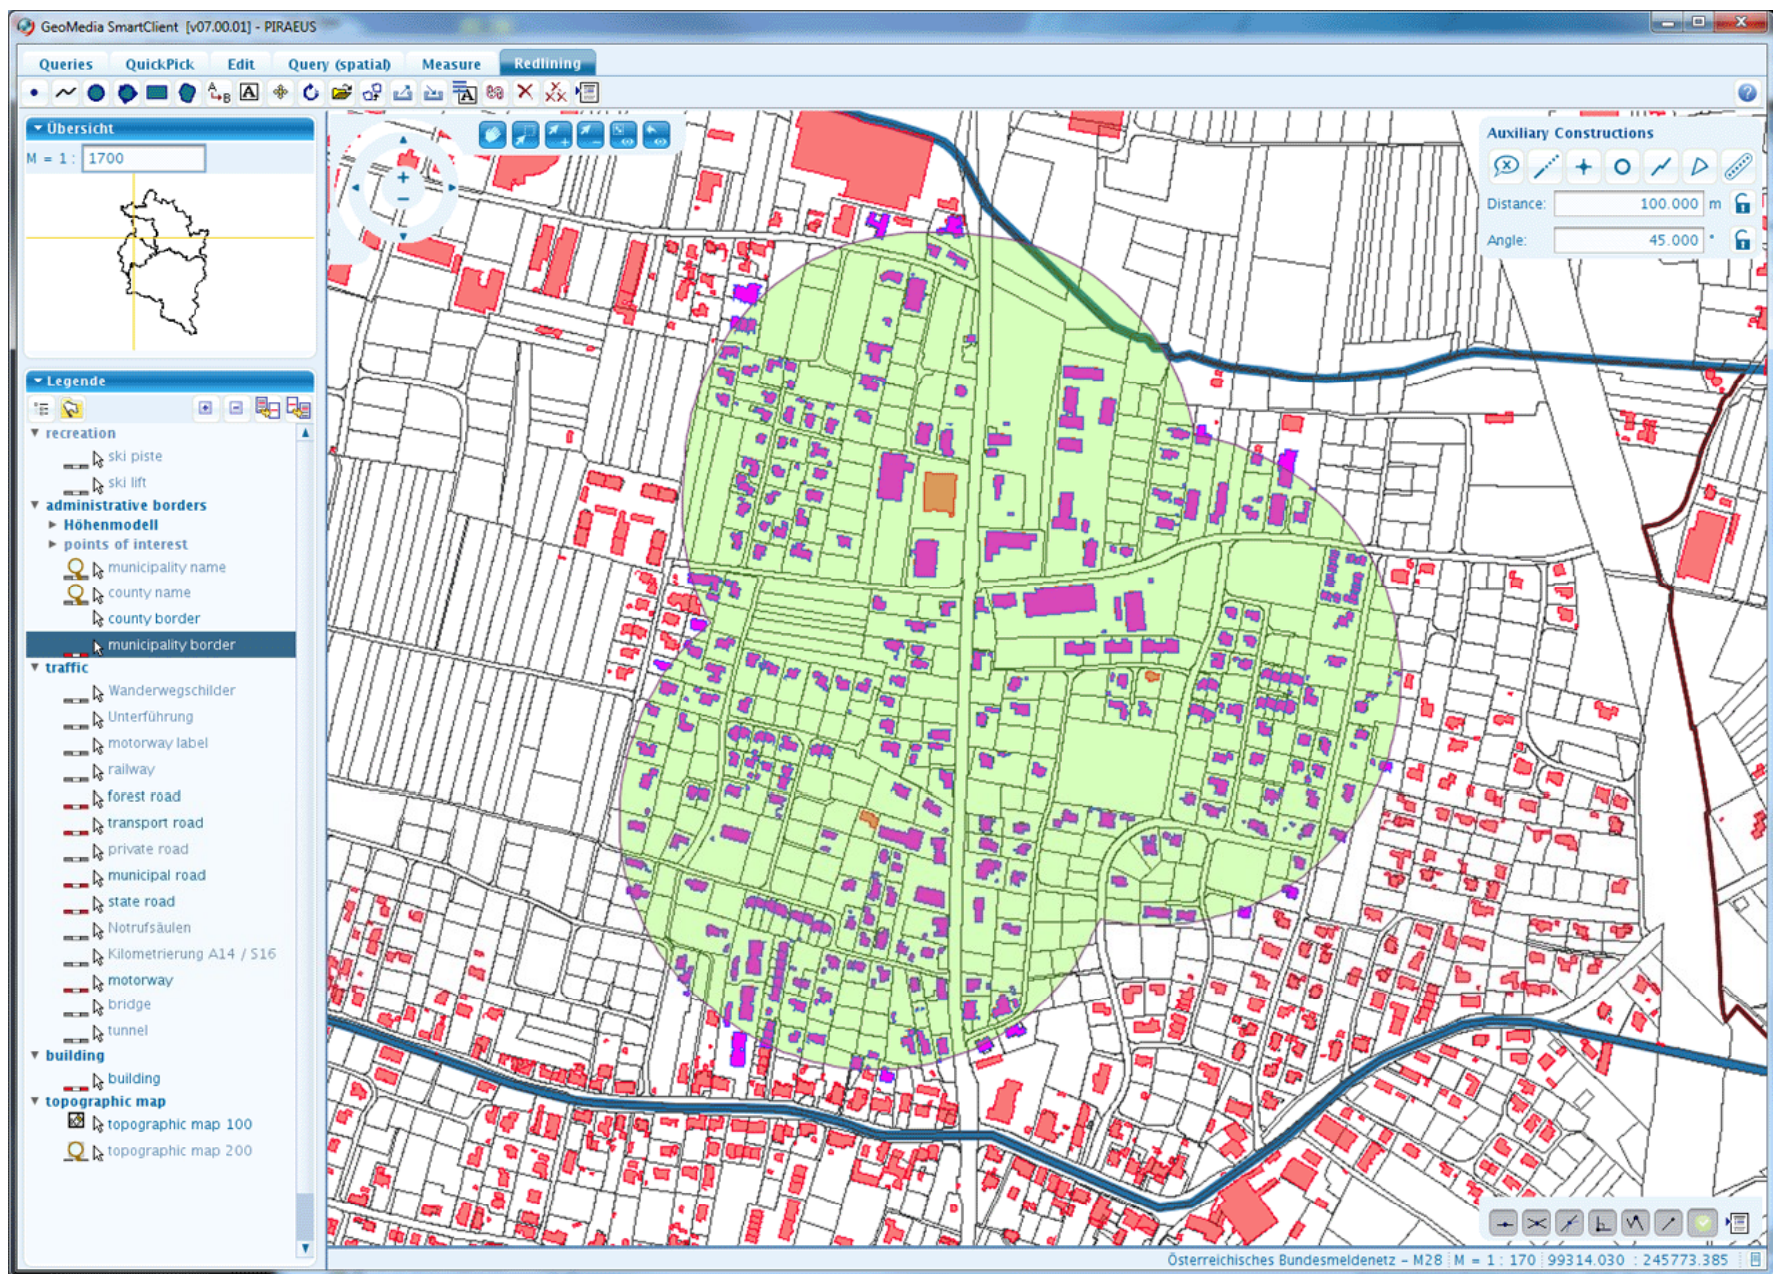 GeoMedia SmartClient [v07.00.01] - PIRAEUS
Queries QuickPick Edit Query (spatial) Measure Redlining
Übersicht
M = 1 : 1700
Auxiliary Constructions
Distance: 100.000 m
Angle: 45.000 °
Legende
recreation
ski piste
ski lift
administrative borders
Höhenmodell
points of interest
municipality name
county name
county border
municipality border
traffic
Wanderwegschilder
Unterführung
motorway label
railway
forest road
transport road
private road
municipal road
state road
Notrufsäulen
Kilometrierung A14 / S16
motorway
bridge
tunnel
building
building
topographic map
topographic map 100
topographic map 200
Österreichisches Bundesmeldenetz - M28 M = 1 : 170 99314.030 : 245773.385